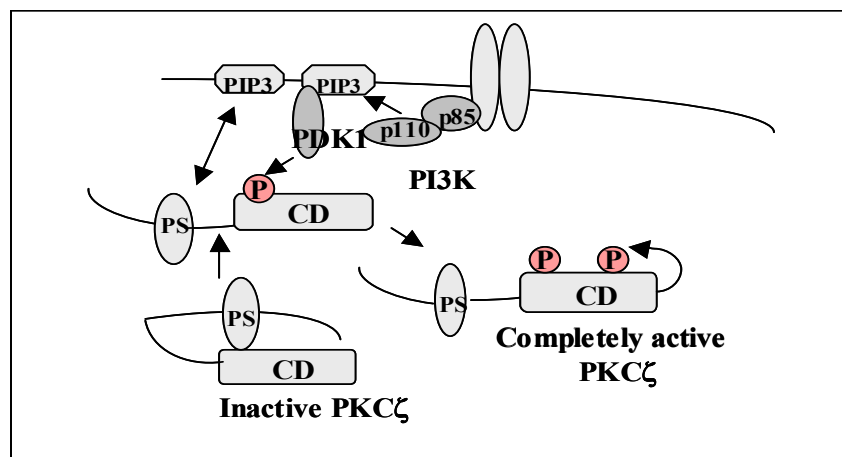 PIP3 PIP3
p110 p85
PDK1
PI3K
P
PS CD
P P
PS CD
PS
CD
Completely active
PKCζ
Inactive PKCζ